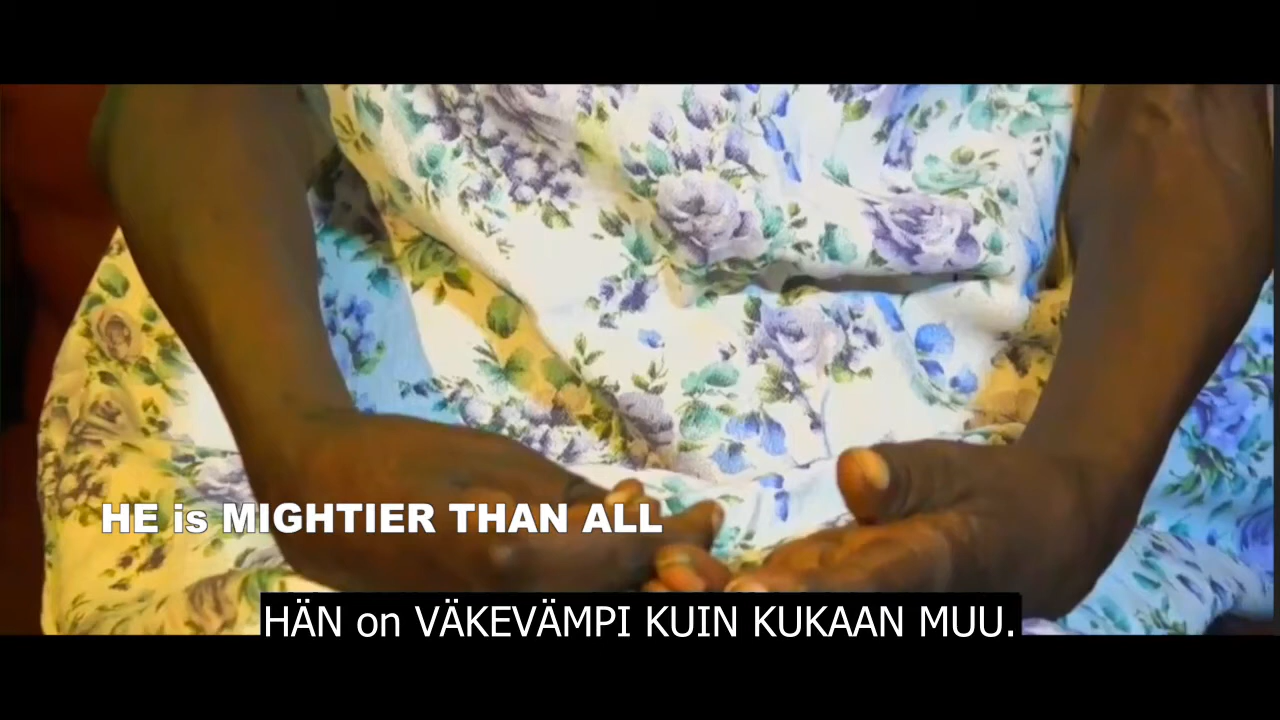 HE is MIGHTIER THAN ALL
HÄN on VÄKEVÄMPI KUIN KUKAAN MUU.